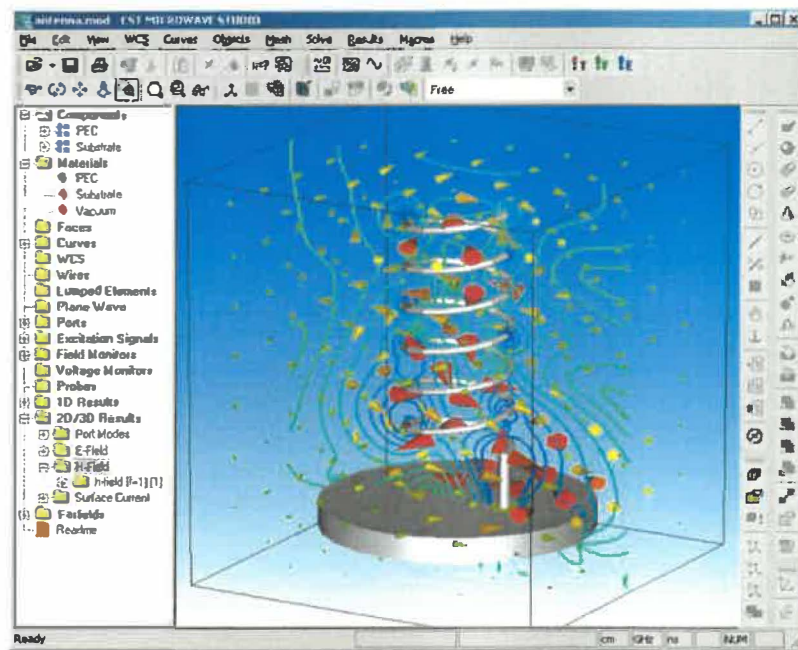 antenna.mod CST MICROWAVE STUDIO
File Edit View WCS Curves Objects Mesh Solve Results Macros Help
Free
Components
PEC
Substrate
Materials
PEC
Substrate
Vacuum
Faces
Curves
WCS
Wires
Lumped Elements
Plane Wave
Ports
Excitation Signals
Field Monitors
Voltage Monitors
Probes
1D Results
2D/3D Results
Port Modes
E-Field
H-Field
h-field [f=1] [1]
Surface Current
Farfields
Readme
Ready
cm GHz ns NUM